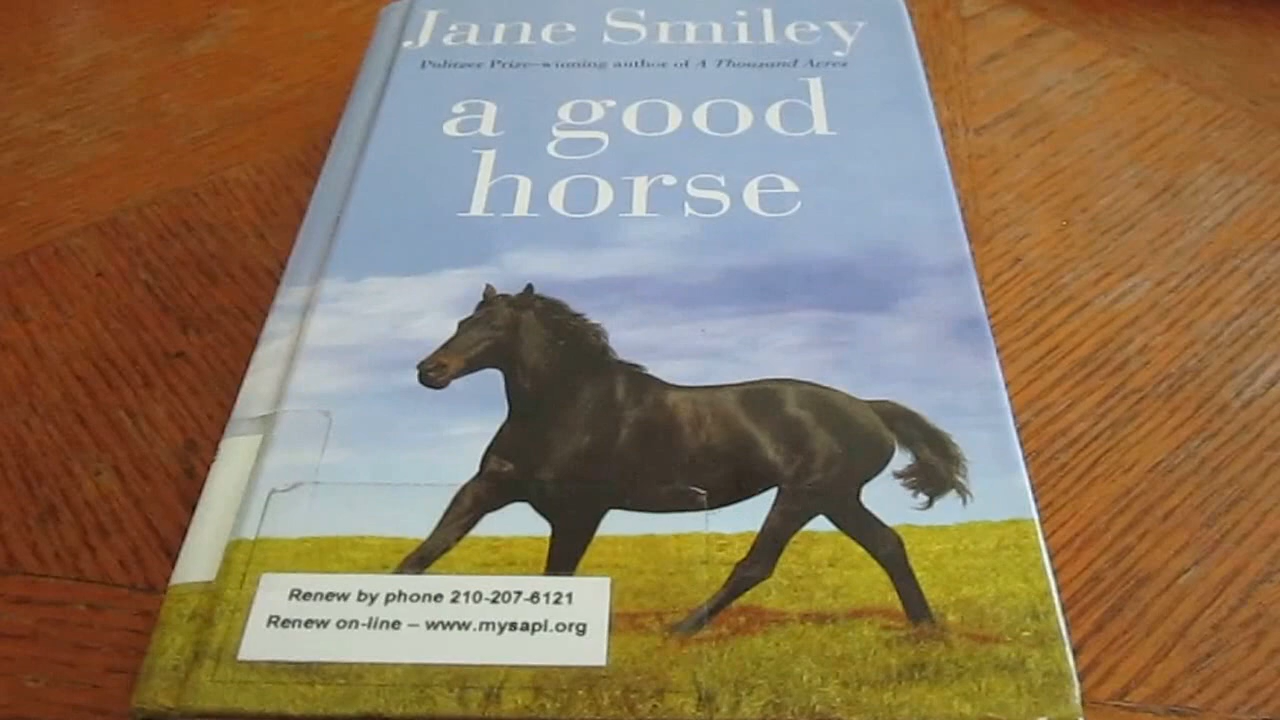 Jane Smiley
Pulitzer Prize–winning author of A Thousand Acres
a good
horse
Renew by phone 210-207-6121
Renew on-line – www.mysapl.org